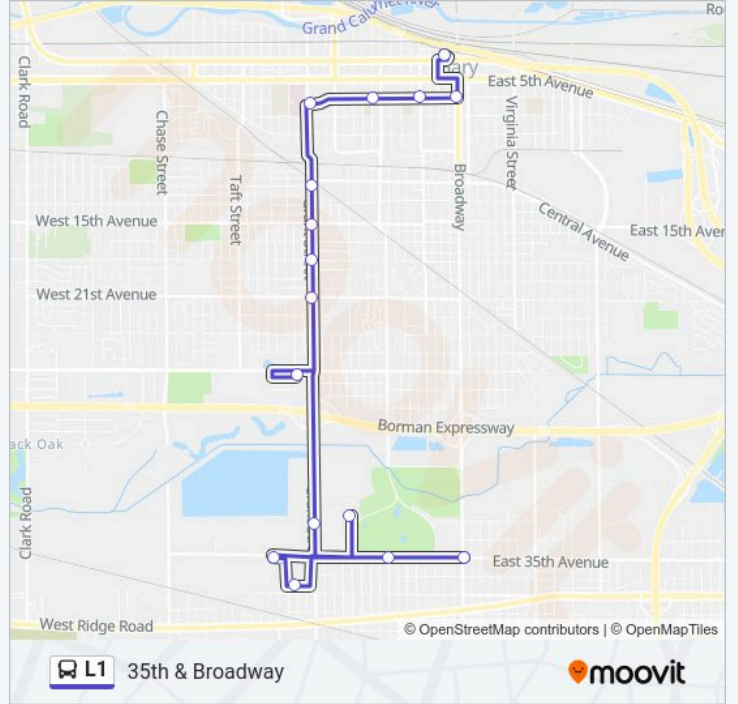 Ro
Grand Calumet River
Gary
East 5th Avenue
Clark Road
Chase Street
Taft Street
Virginia Street
Broadway
Central Avenue
West 15th Avenue
East 15th Aven
West 21st Avenue
Borman Expressway
ack Oak
Clark Road
East 35th Avenue
West Ridge Road
© OpenStreetMap contributors | © OpenMapTiles
L1 35th & Broadway
moovit